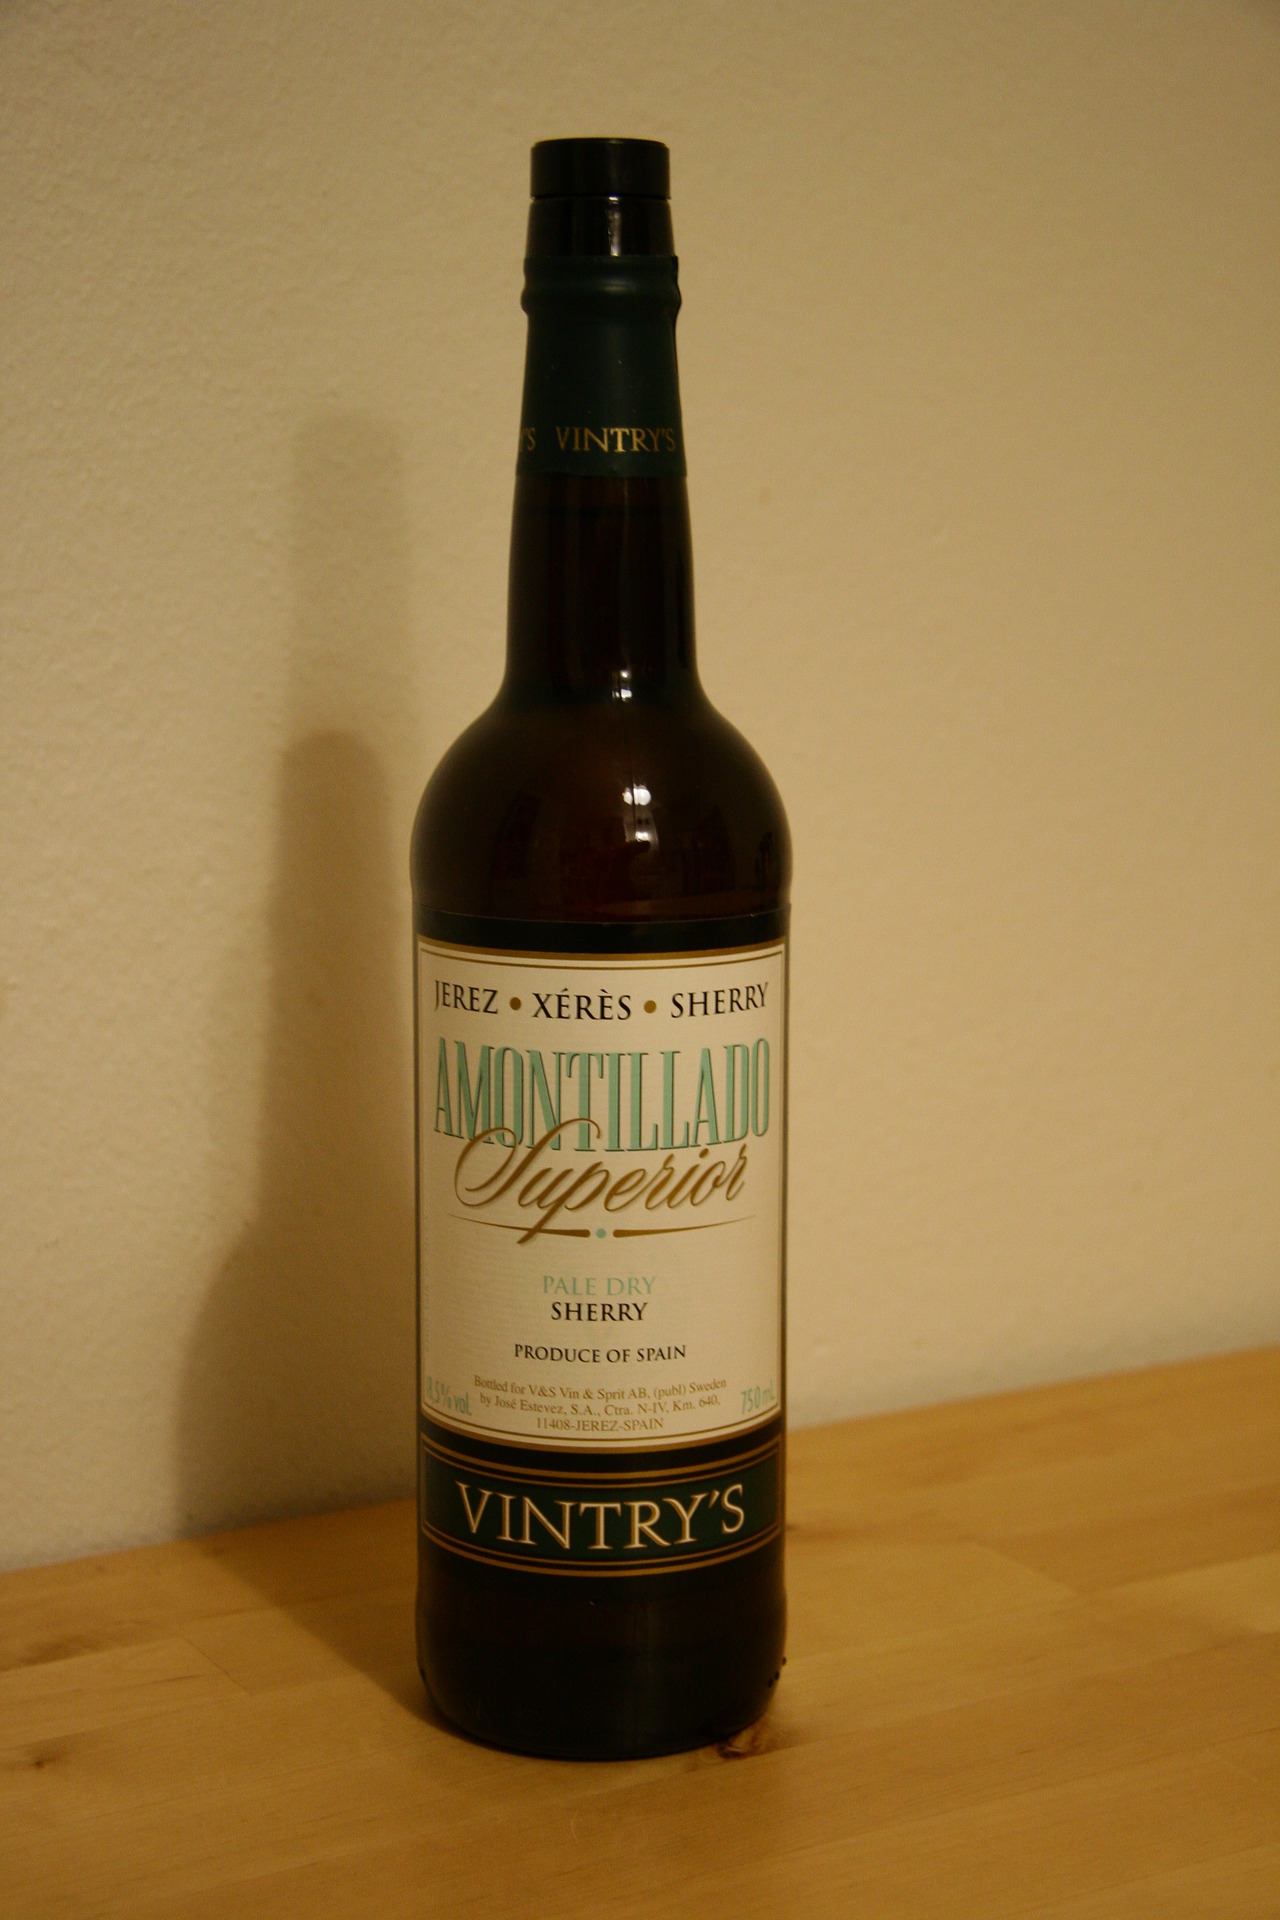 VINTRY'S
JEREZ • XÉRÈS • SHERRY
AMONTILLADO
Superior
PALE DRY
SHERRY
PRODUCE OF SPAIN
Bottled for V&S Vin & Sprit AB, (publ) Sweden
by José Estevez, S.A., Ctra. N-IV, Km. 640,
11408-JEREZ-SPAIN
vol.
750 mL
VINTRY'S